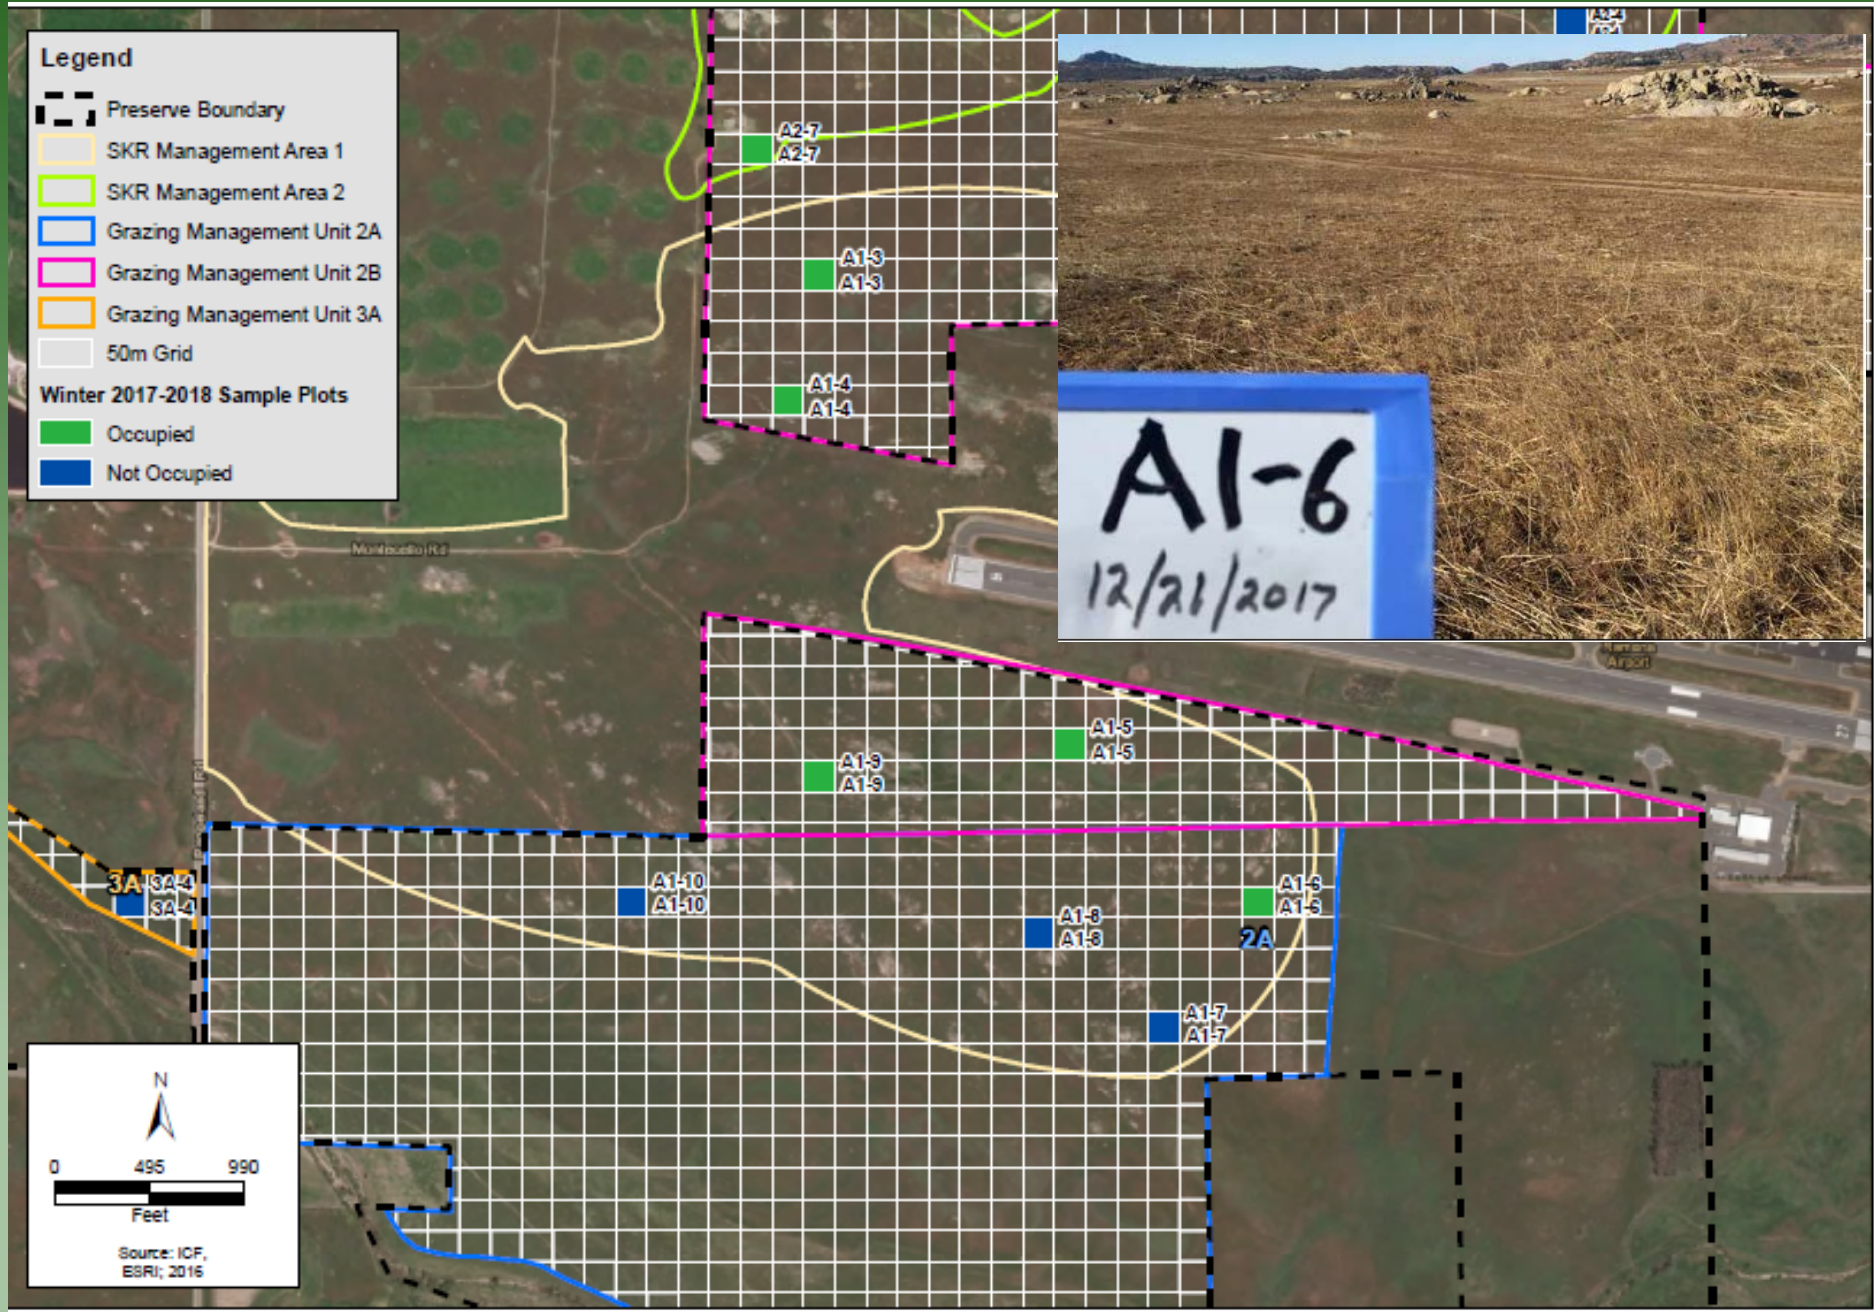 Legend
Preserve Boundary
SKR Management Area 1
SKR Management Area 2
Grazing Management Unit 2A
Grazing Management Unit 2B
Grazing Management Unit 3A
50m Grid
Winter 2017-2018 Sample Plots
Occupied
Not Occupied
A2-7
A2-7
A1-3
A1-3
A1-4
A1-4
A1-6
12/21/2017
Montecello Rd
Airport
27
A1-5
A1-5
A1-9
A1-9
3A
3A-4
3A-4
A1-10
A1-10
A1-8
A1-8
A1-6
A1-6
2A
A1-7
A1-7
N
0 495 990
Feet
Source: ICF,
ESRI; 2016